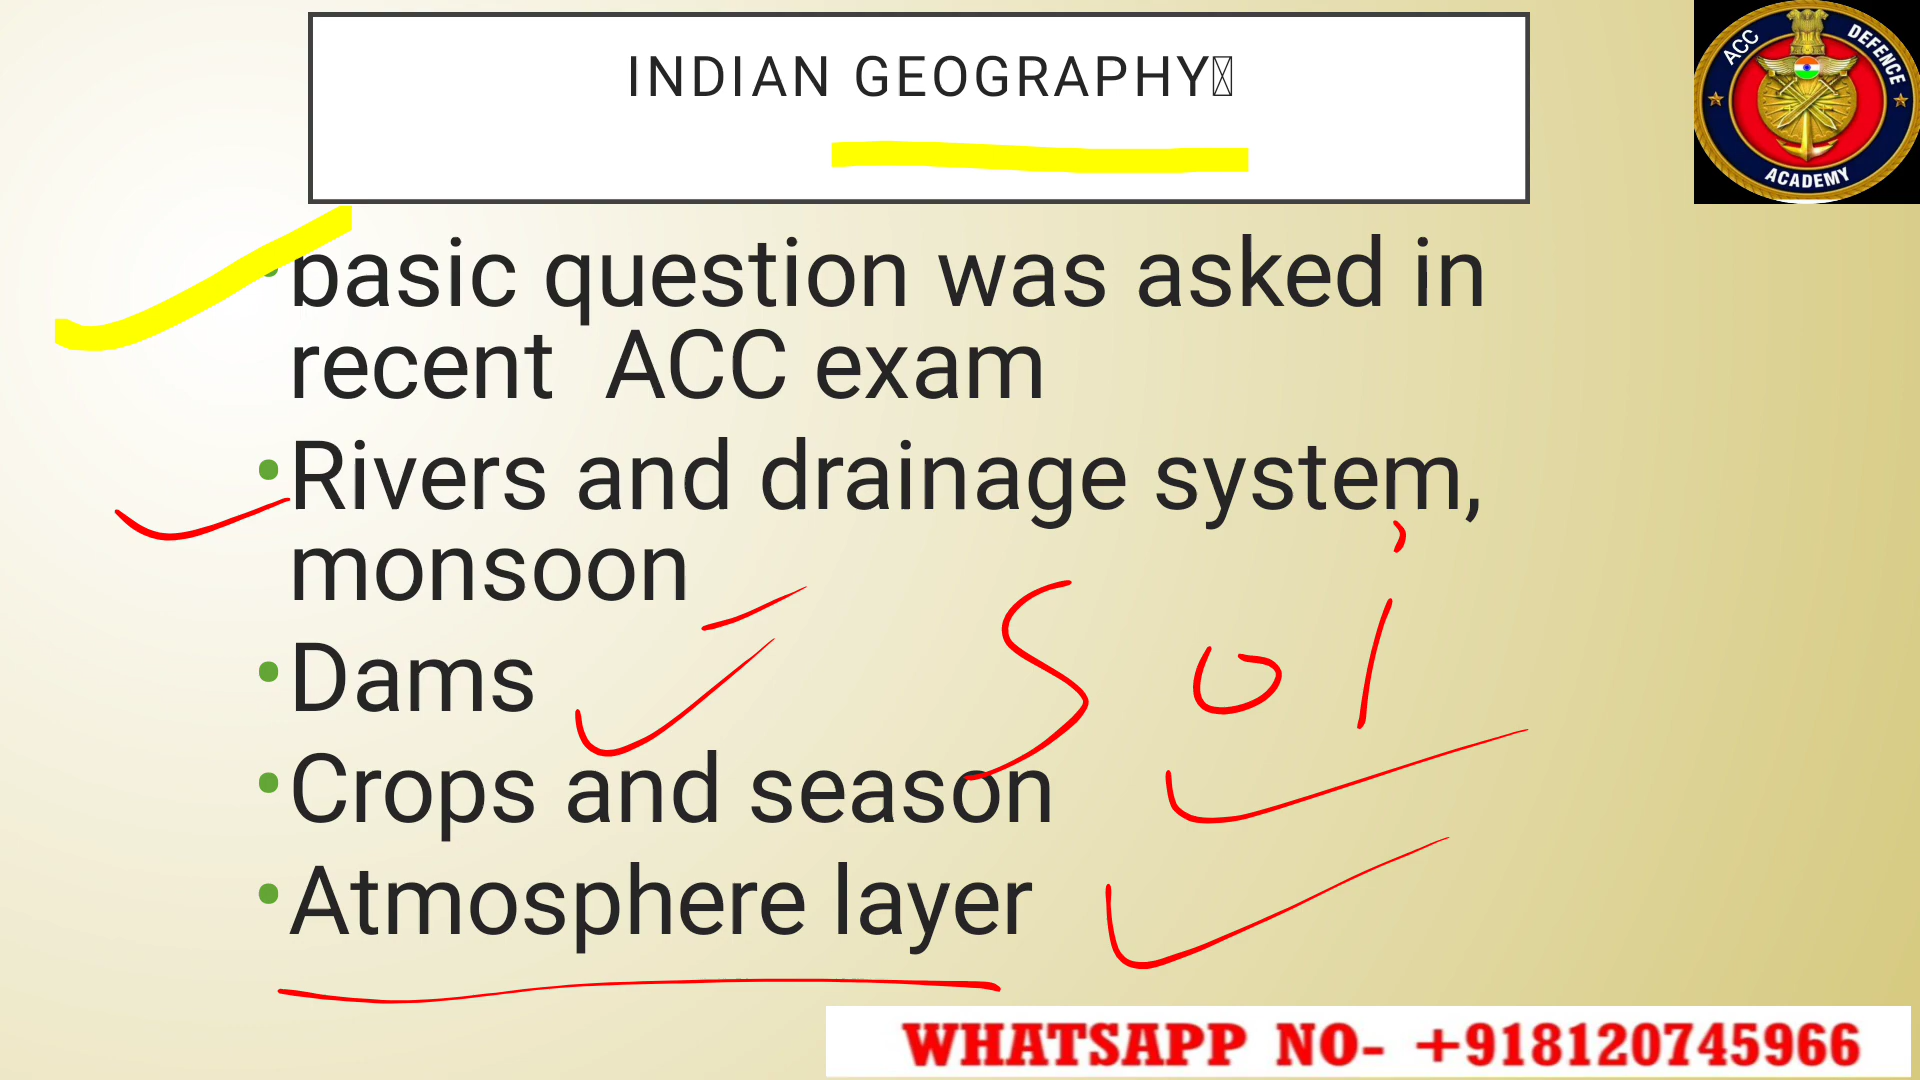 INDIAN GEOGRAPHY
ACC DEFENCE
ACADEMY
• basic question was asked in
recent ACC exam
• Rivers and drainage system,
monsoon
• Dams
soi
• Crops and season
• Atmosphere layer
WHATSAPP NO- +918120745966